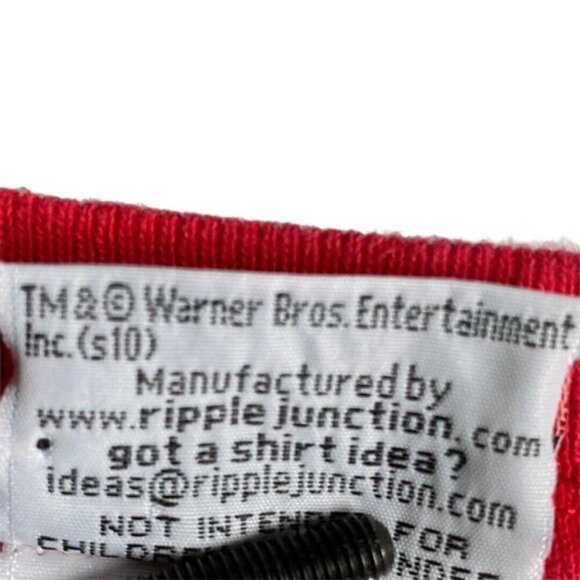 TM & © Warner Bros. Entertainment
Inc. (s10)
Manufactured by
www.ripplejunction.com
got a shirt idea?
ideas@ripplejunction.com
NOT FOR